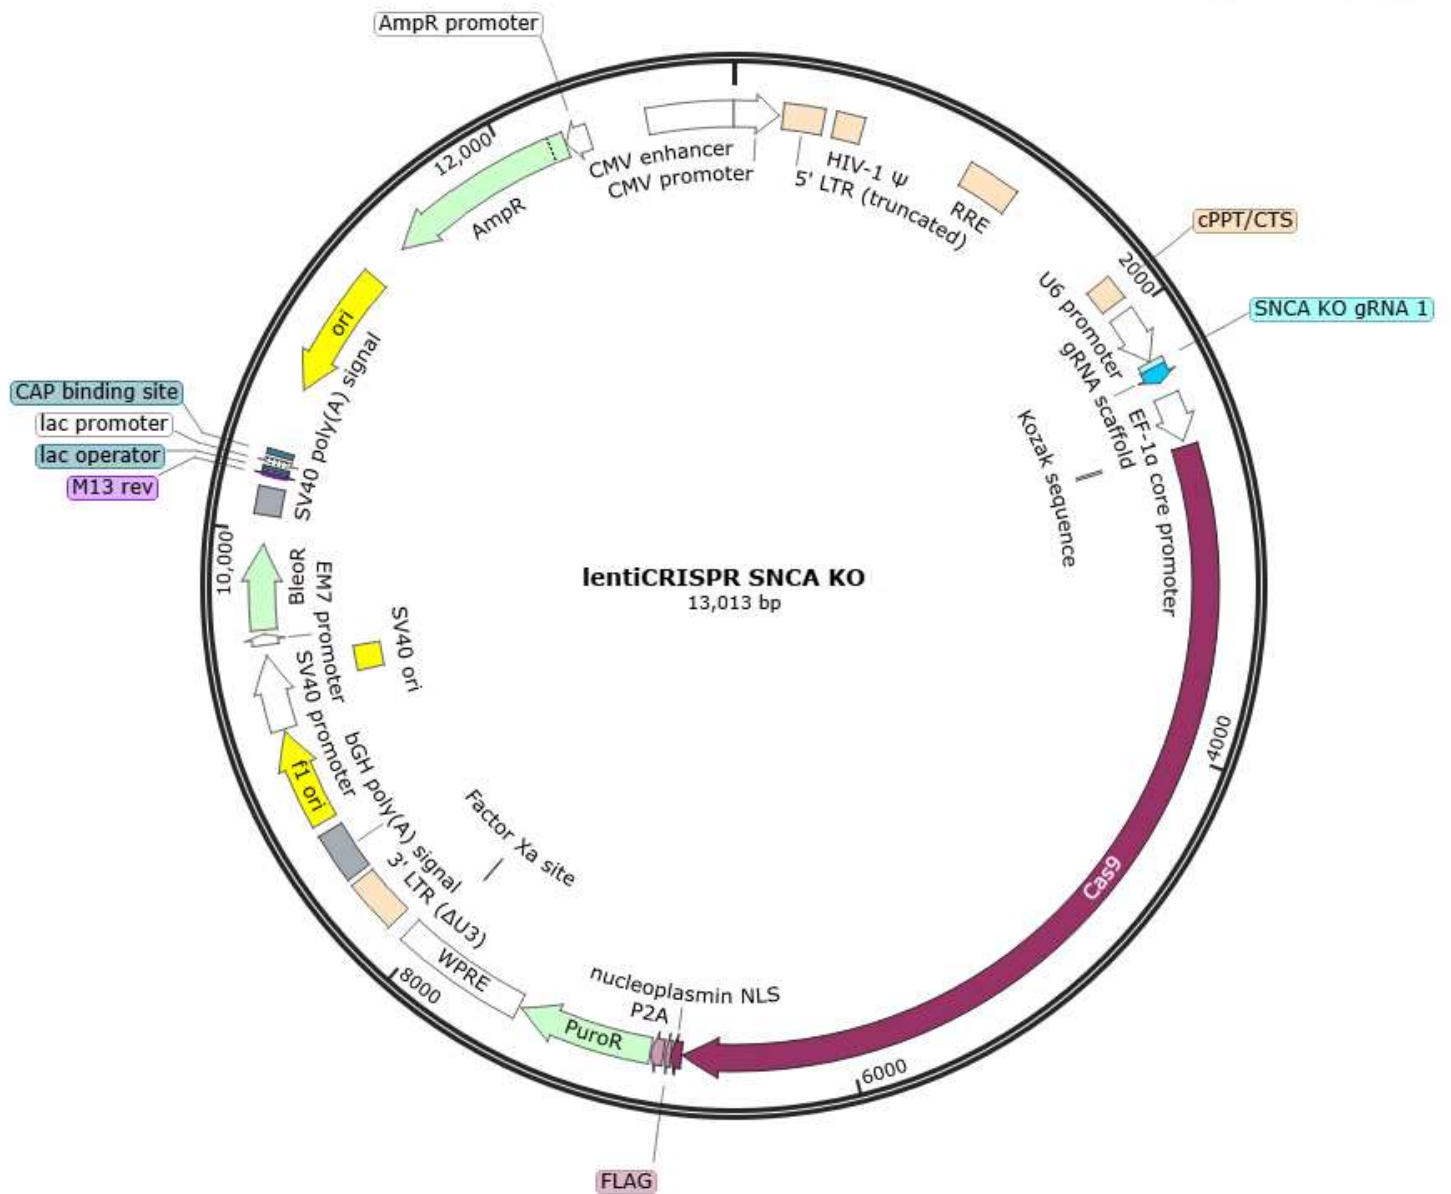 AmpR promoter
12,000
CMV enhancer
CMV promoter
HIV-1 Ψ
5' LTR (truncated)
AmpR
RRE
cPPT/CTS
2000
U6 promoter
SNCA KO gRNA 1
gRNA scaffold
ori
SV40 poly(A) signal
CAP binding site
lac promoter
lac operator
M13 rev
EF-1α core promoter
Kozak sequence
10,000
BleoR
EM7 promoter
lentiCRISPR SNCA KO
13,013 bp
SV40 ori
SV40 promoter
4000
f1 ori
bGH poly(A) signal
Factor Xa site
3' LTR (ΔU3)
Cas9
WPRE
8000
nucleoplasmin NLS
P2A
PuroR
6000
FLAG